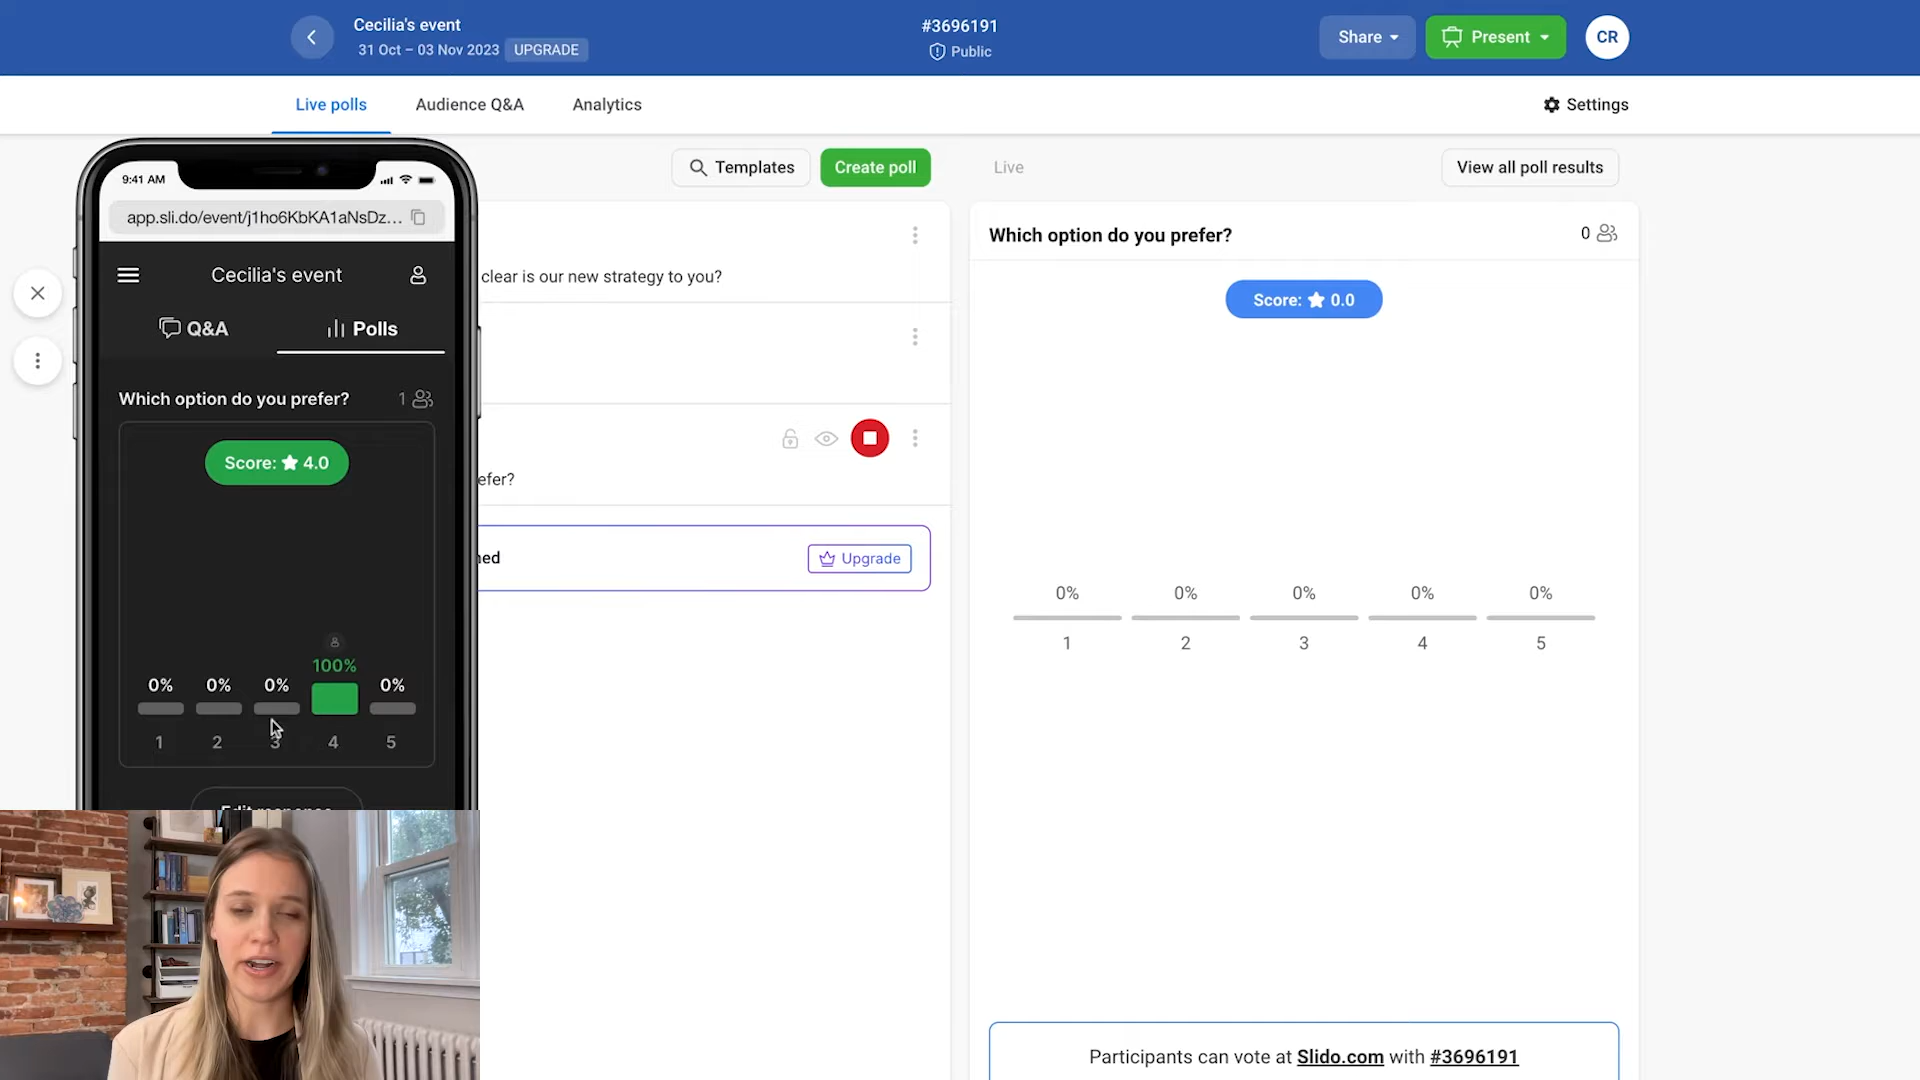 Cecilia's event
31 Oct – 03 Nov 2023 UPGRADE
#3696191
Public
Share
Present
CR
Live polls
Audience Q&A
Analytics
Settings
Templates
Create poll
Live
View all poll results
9:41 AM
app.sli.do/event/j1ho6KbKA1aNsDz...
Cecilia's event
Q&A
Polls
Which option do you prefer?
1
Score: 4.0
0%
0%
0%
100%
0%
1
2
3
4
5
Edit response
clear is our new strategy to you?
efer?
ned
Upgrade
Which option do you prefer?
0
Score: 0.0
0%
0%
0%
0%
0%
1
2
3
4
5
Participants can vote at Slido.com with #3696191